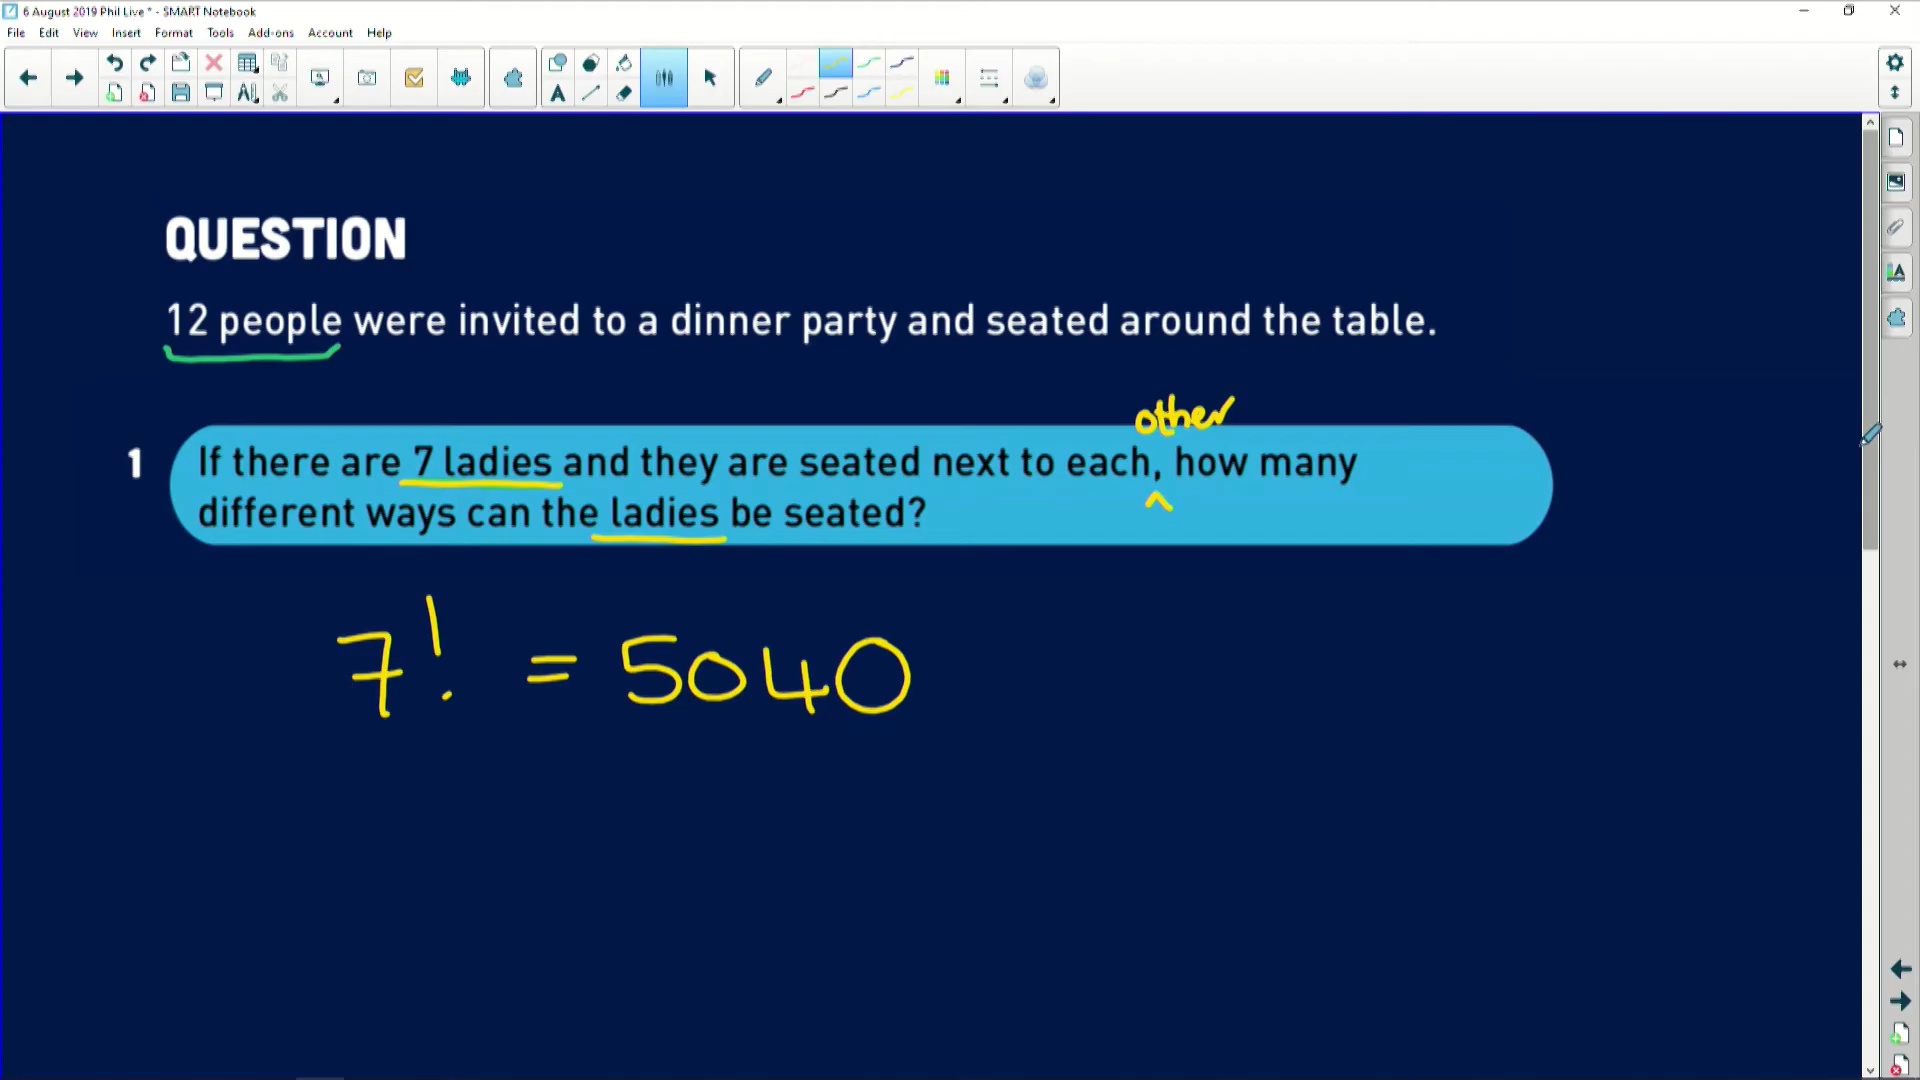 6 August 2019 Phil Live * - SMART Notebook
File Edit View Insert Format Tools Add-ons Account Help
QUESTION
12 people were invited to a dinner party and seated around the table.
other
1 If there are 7 ladies and they are seated next to each, how many
^
different ways can the ladies be seated?
7! = 5040